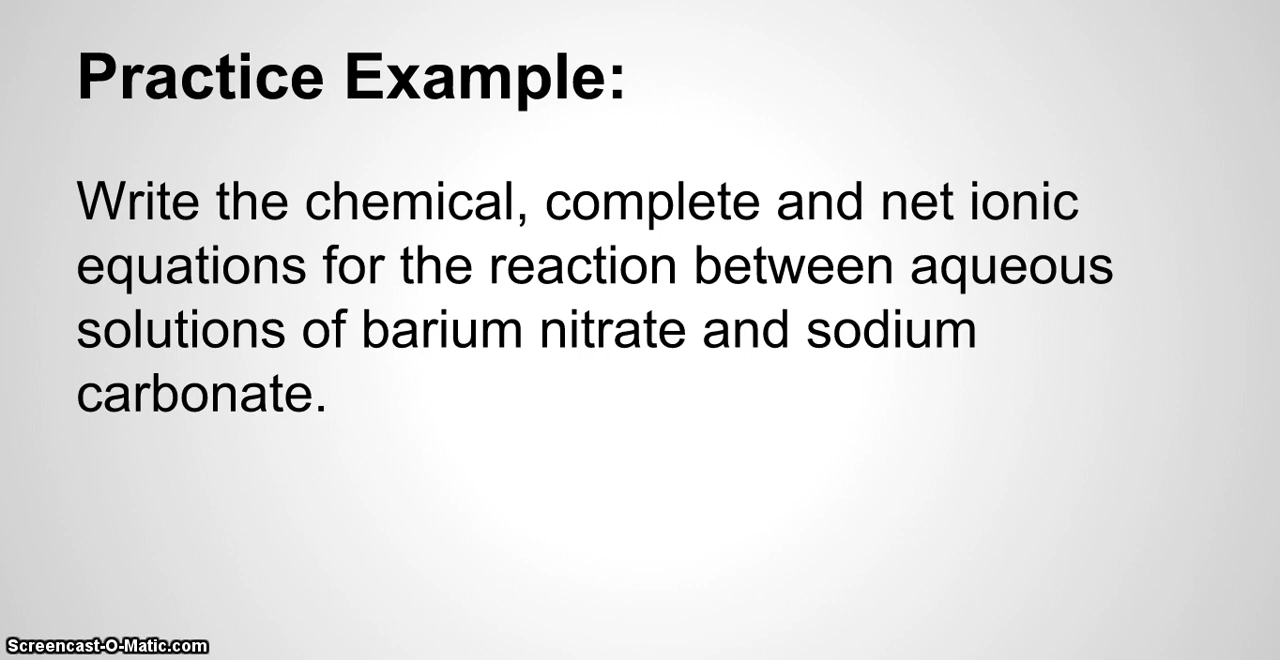 Practice Example:
Write the chemical, complete and net ionic
equations for the reaction between aqueous
solutions of barium nitrate and sodium
carbonate.
Screencast-O-Matic.com